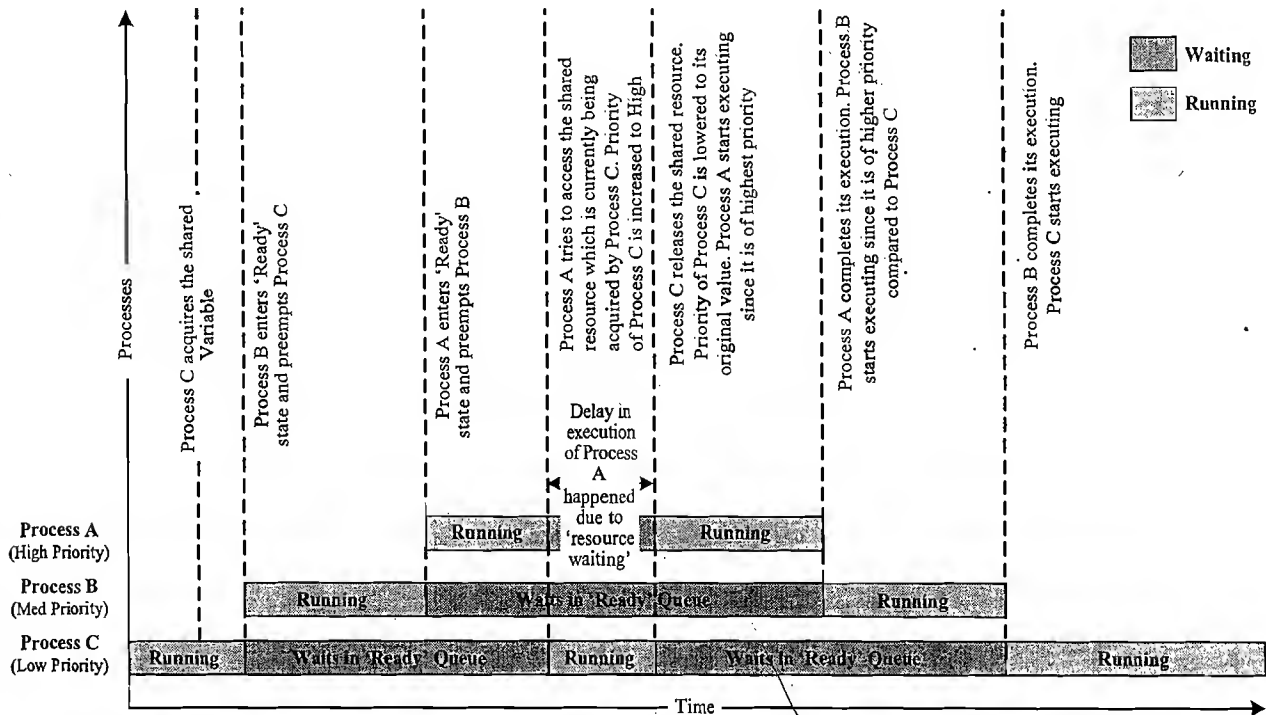 Waiting
Running
Processes
Process C acquires the shared
Variable
Process B enters 'Ready'
state and preempts Process C
Process A enters 'Ready'
state and preempts Process B
Process A tries to access the shared
resource which is currently being
acquired by Process C. Priority
of Process C is increased to High
Process C releases the shared resource.
Priority of Process C is lowered to its
original value. Process A starts executing
since it is of highest priority
Process A completes its execution. Process B
starts executing since it is of higher priority
compared to Process C
Process B completes its execution.
Process C starts executing
Delay in
execution
of Process
A
happened
due to
'resource
waiting'
Process A
(High Priority)
Running
Running
Process B
(Med Priority)
Running
Waits in 'Ready' Queue
Running
Process C
(Low Priority)
Running
Waits in 'Ready' Queue
Running
Waits in 'Ready' Queue
Running
Time